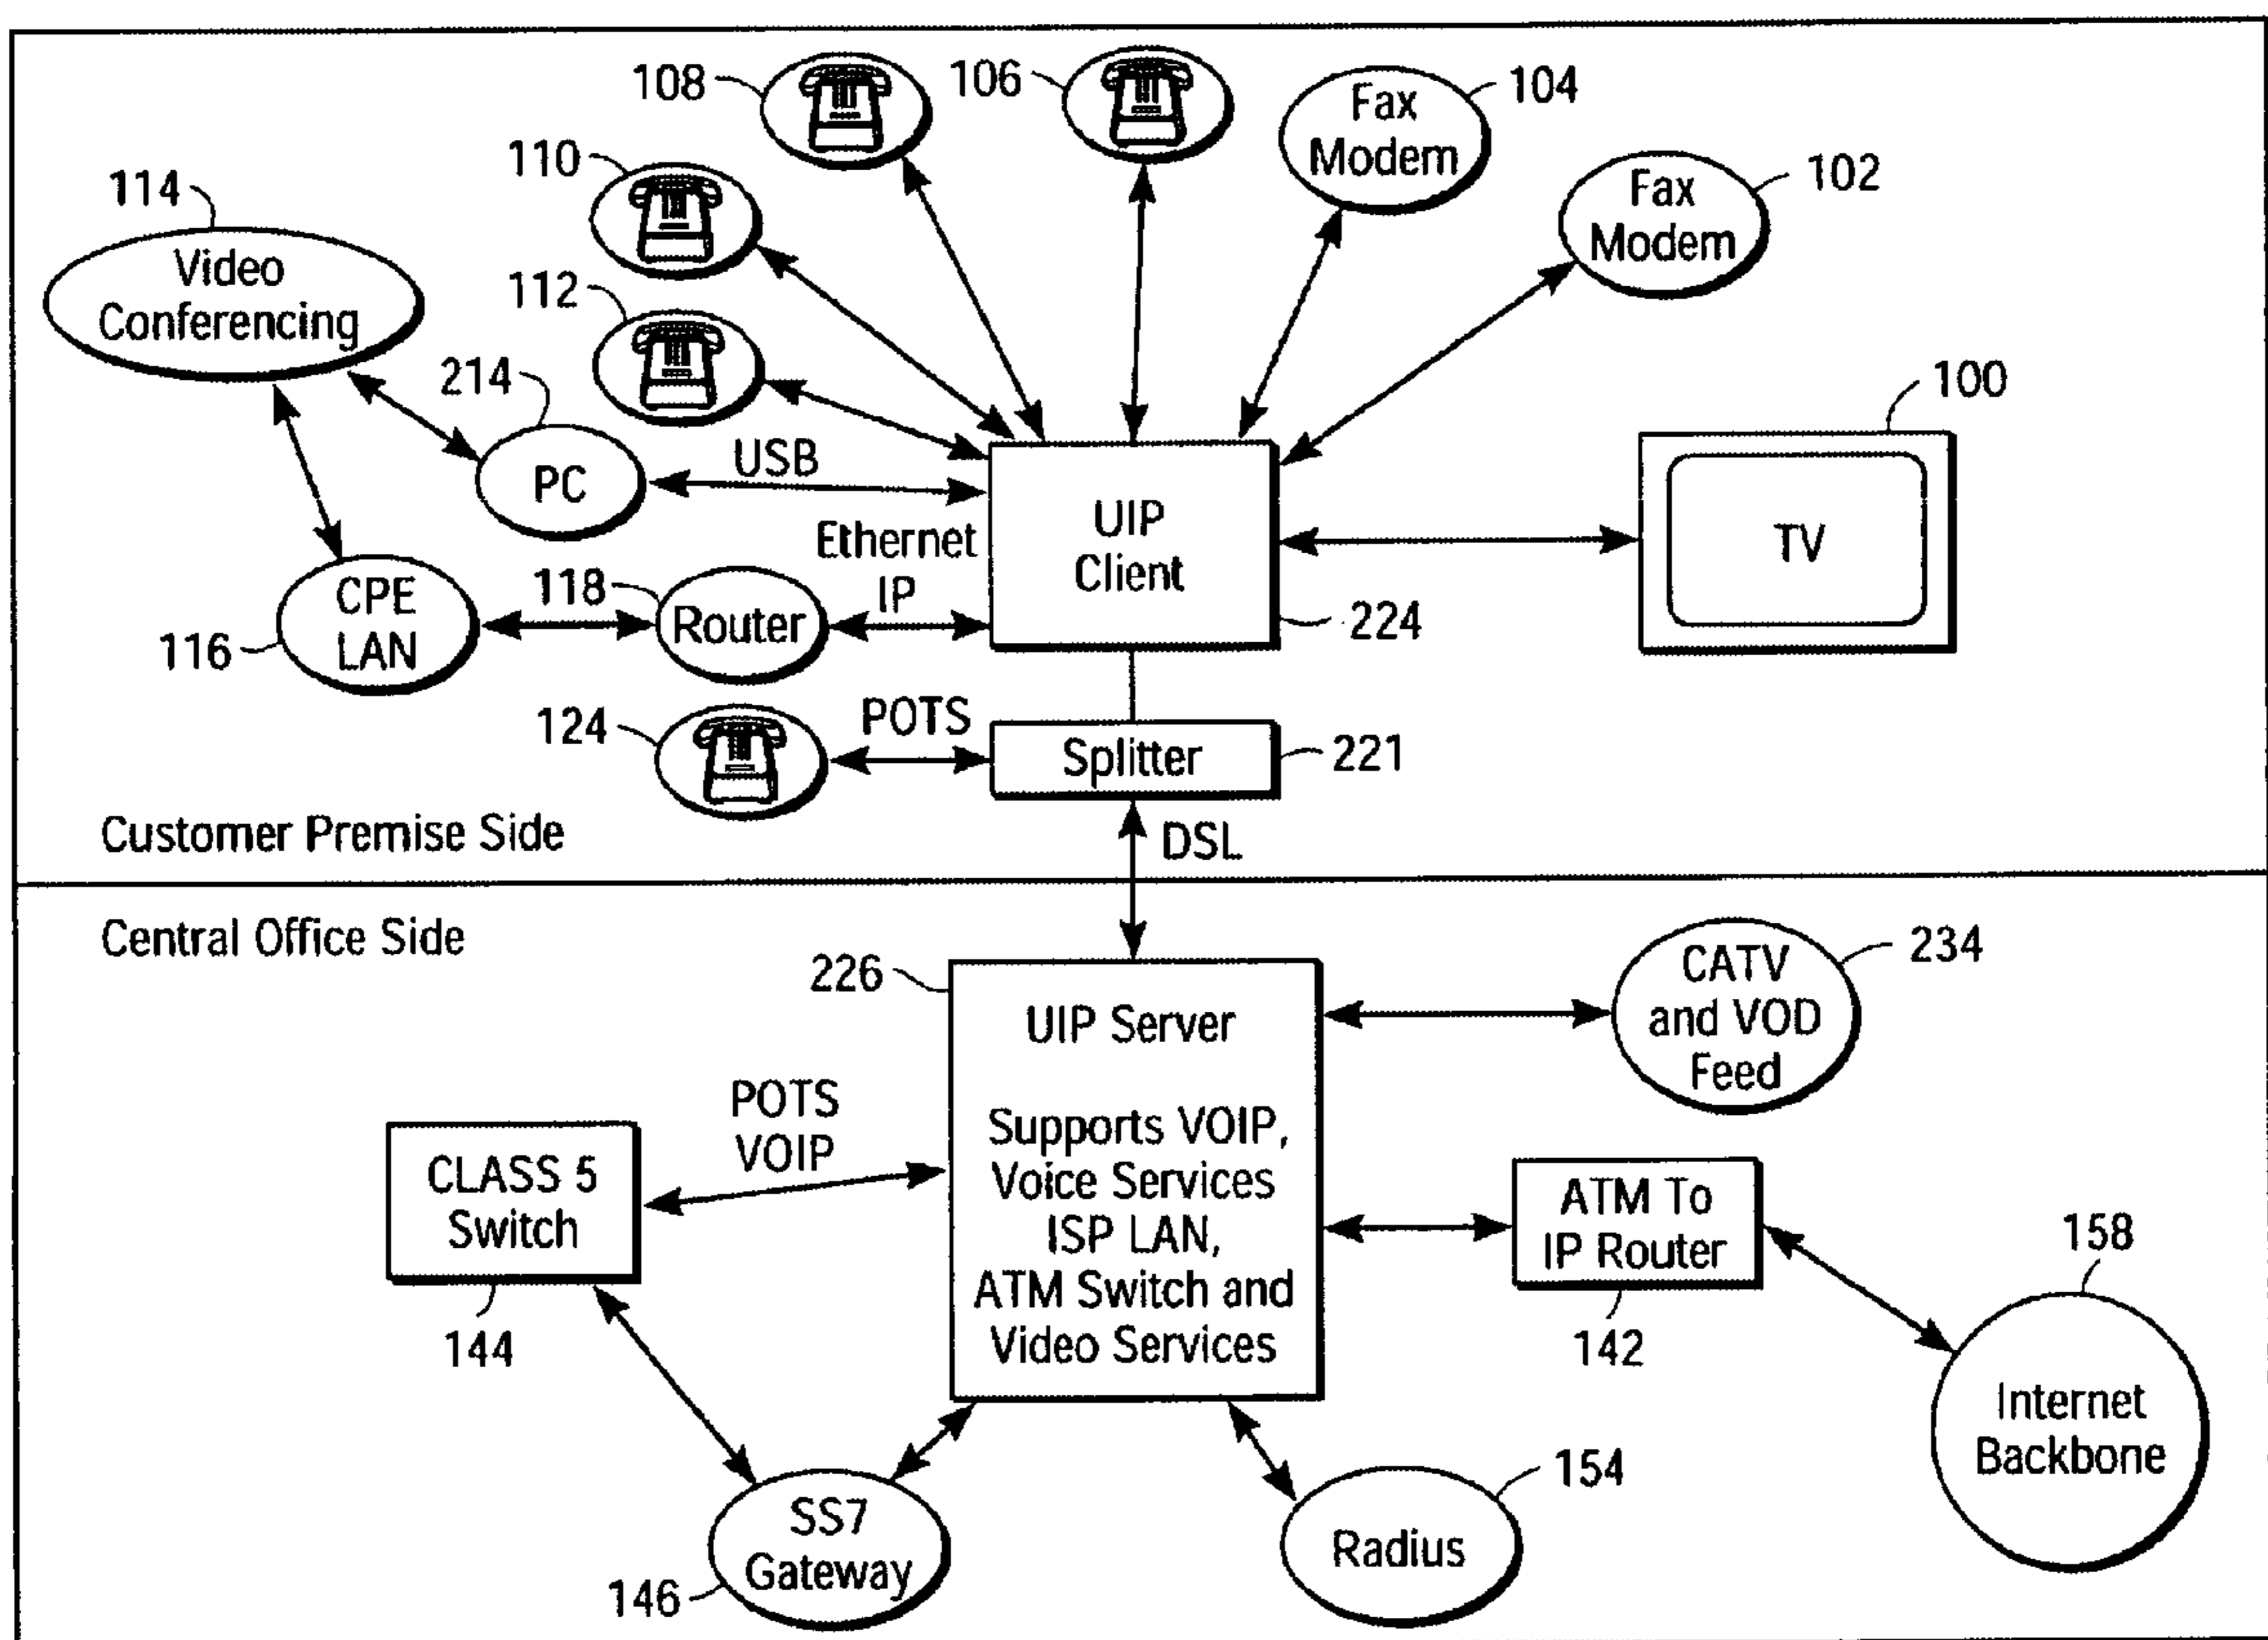 108
106
104
Fax
Modem
110
102
Fax
Modem
114
Video
Conferencing
112
214
100
PC
USB
UIP
Client
TV
Ethernet
IP
118
Router
CPE
LAN
116
224
124
POTS
Splitter
221
Customer Premise Side
DSL
Central Office Side
226
UIP Server
Supports VOIP,
Voice Services
ISP LAN,
ATM Switch and
Video Services
CATV
and VOD
Feed
234
POTS
VOIP
CLASS 5
Switch
144
ATM To
IP Router
142
158
Internet
Backbone
SS7
Gateway
146
Radius
154